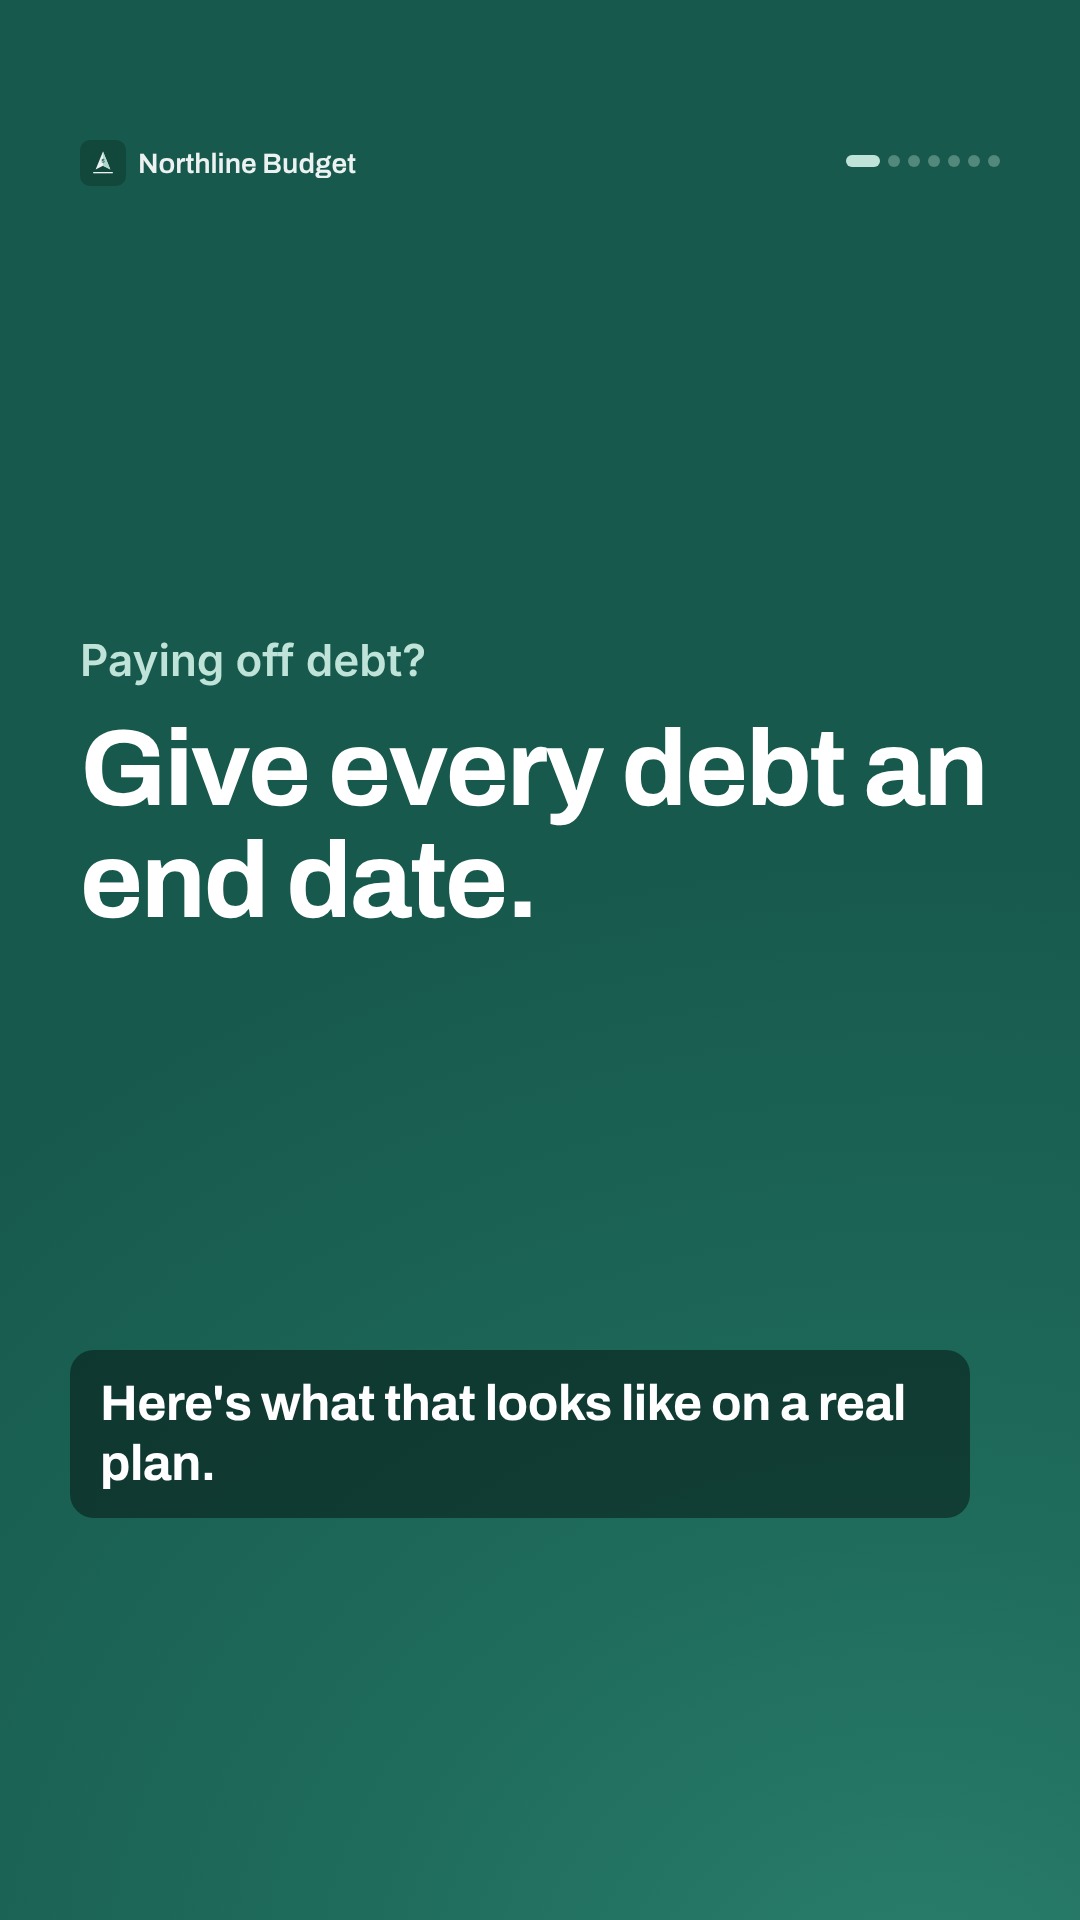 Northline Budget
Paying off debt?
Give every debt an
end date.
Here's what that looks like on a real
plan.